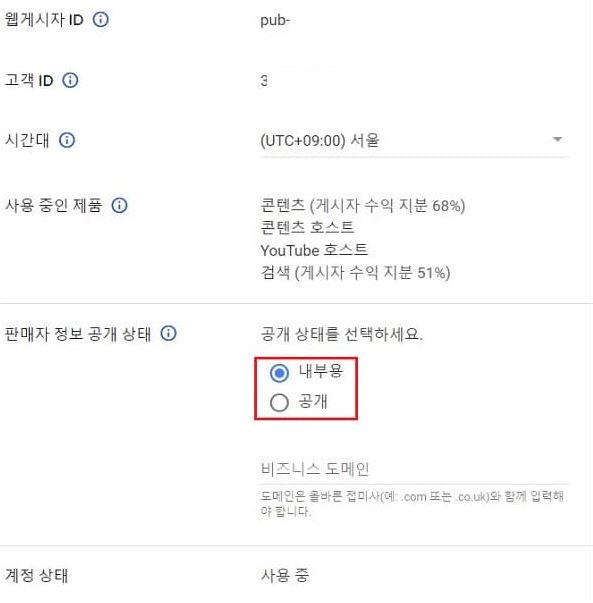 웹게시자 ID
pub-
고객 ID
3
시간대
(UTC+09:00) 서울
사용 중인 제품
콘텐츠 (게시자 수익 지분 68%)
콘텐츠 호스트
YouTube 호스트
검색 (게시자 수익 지분 51%)
판매자 정보 공개 상태
공개 상태를 선택하세요.
내부용
공개
비즈니스 도메인
도메인은 올바른 접미사(예: .com 또는 .co.uk)와 함께 입력해
야 합니다.
계정 상태
사용 중